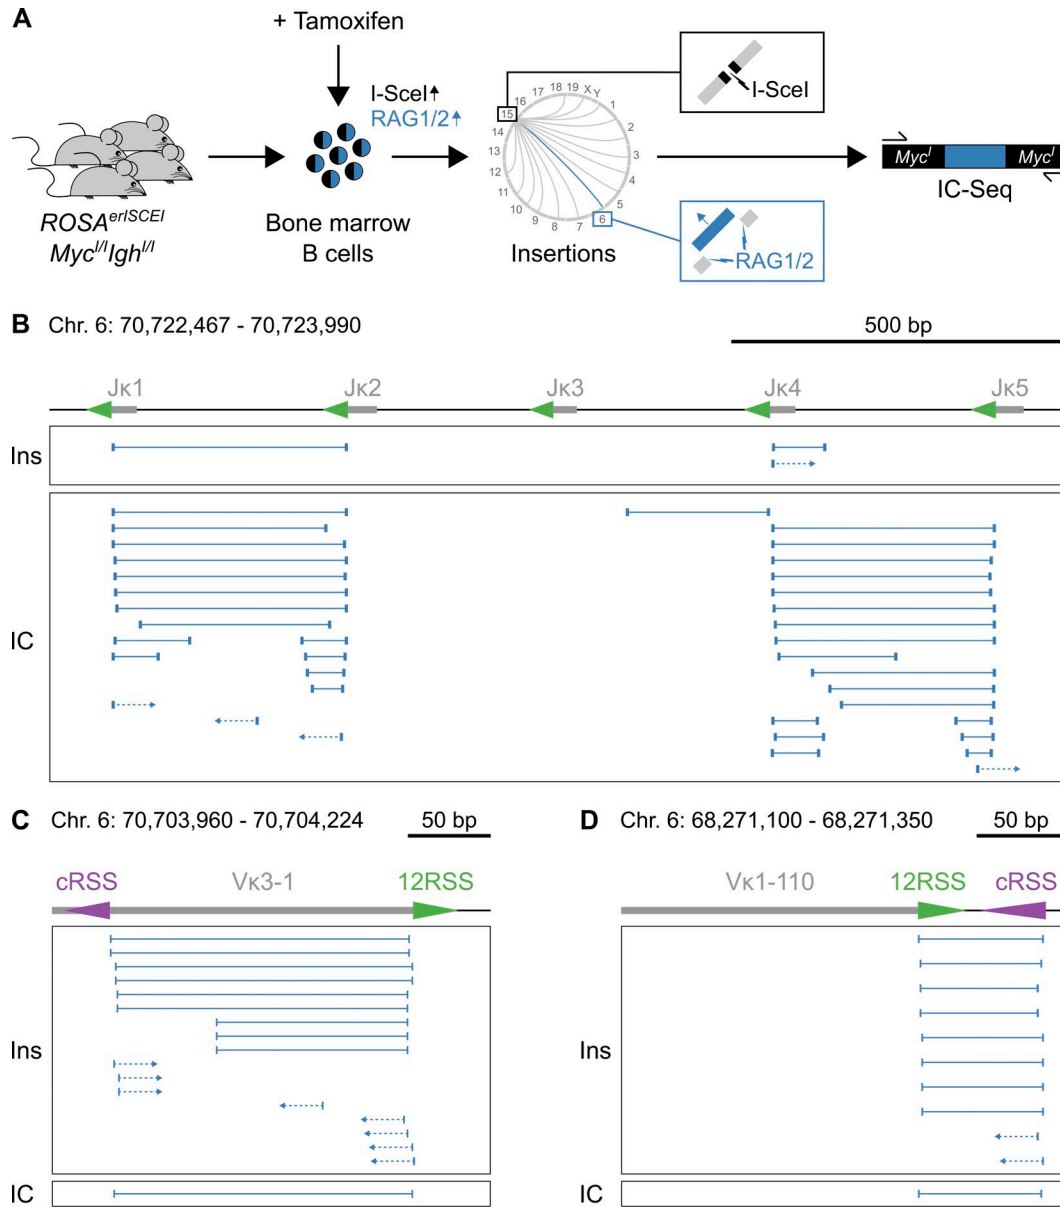 A
+ Tamoxifen
I-SceI
RAG1/2
ROSA^erISCEI
Myc^I/I Igh^I/I
Bone marrow
B cells
1
2
3
4
5
6
7
8
9
10
11
12
13
14
15
16
17
18
19
X
Y
Insertions
I-SceI
RAG1/2
Myc^I
Myc^I
IC-Seq
B Chr. 6: 70,722,467 - 70,723,990
500 bp
Jκ1 Jκ2 Jκ3 Jκ4 Jκ5
Ins
IC
C Chr. 6: 70,703,960 - 70,704,224
50 bp
cRSS Vκ3-1 12RSS
Ins
IC
D Chr. 6: 68,271,100 - 68,271,350
50 bp
Vκ1-110 12RSS cRSS
Ins
IC